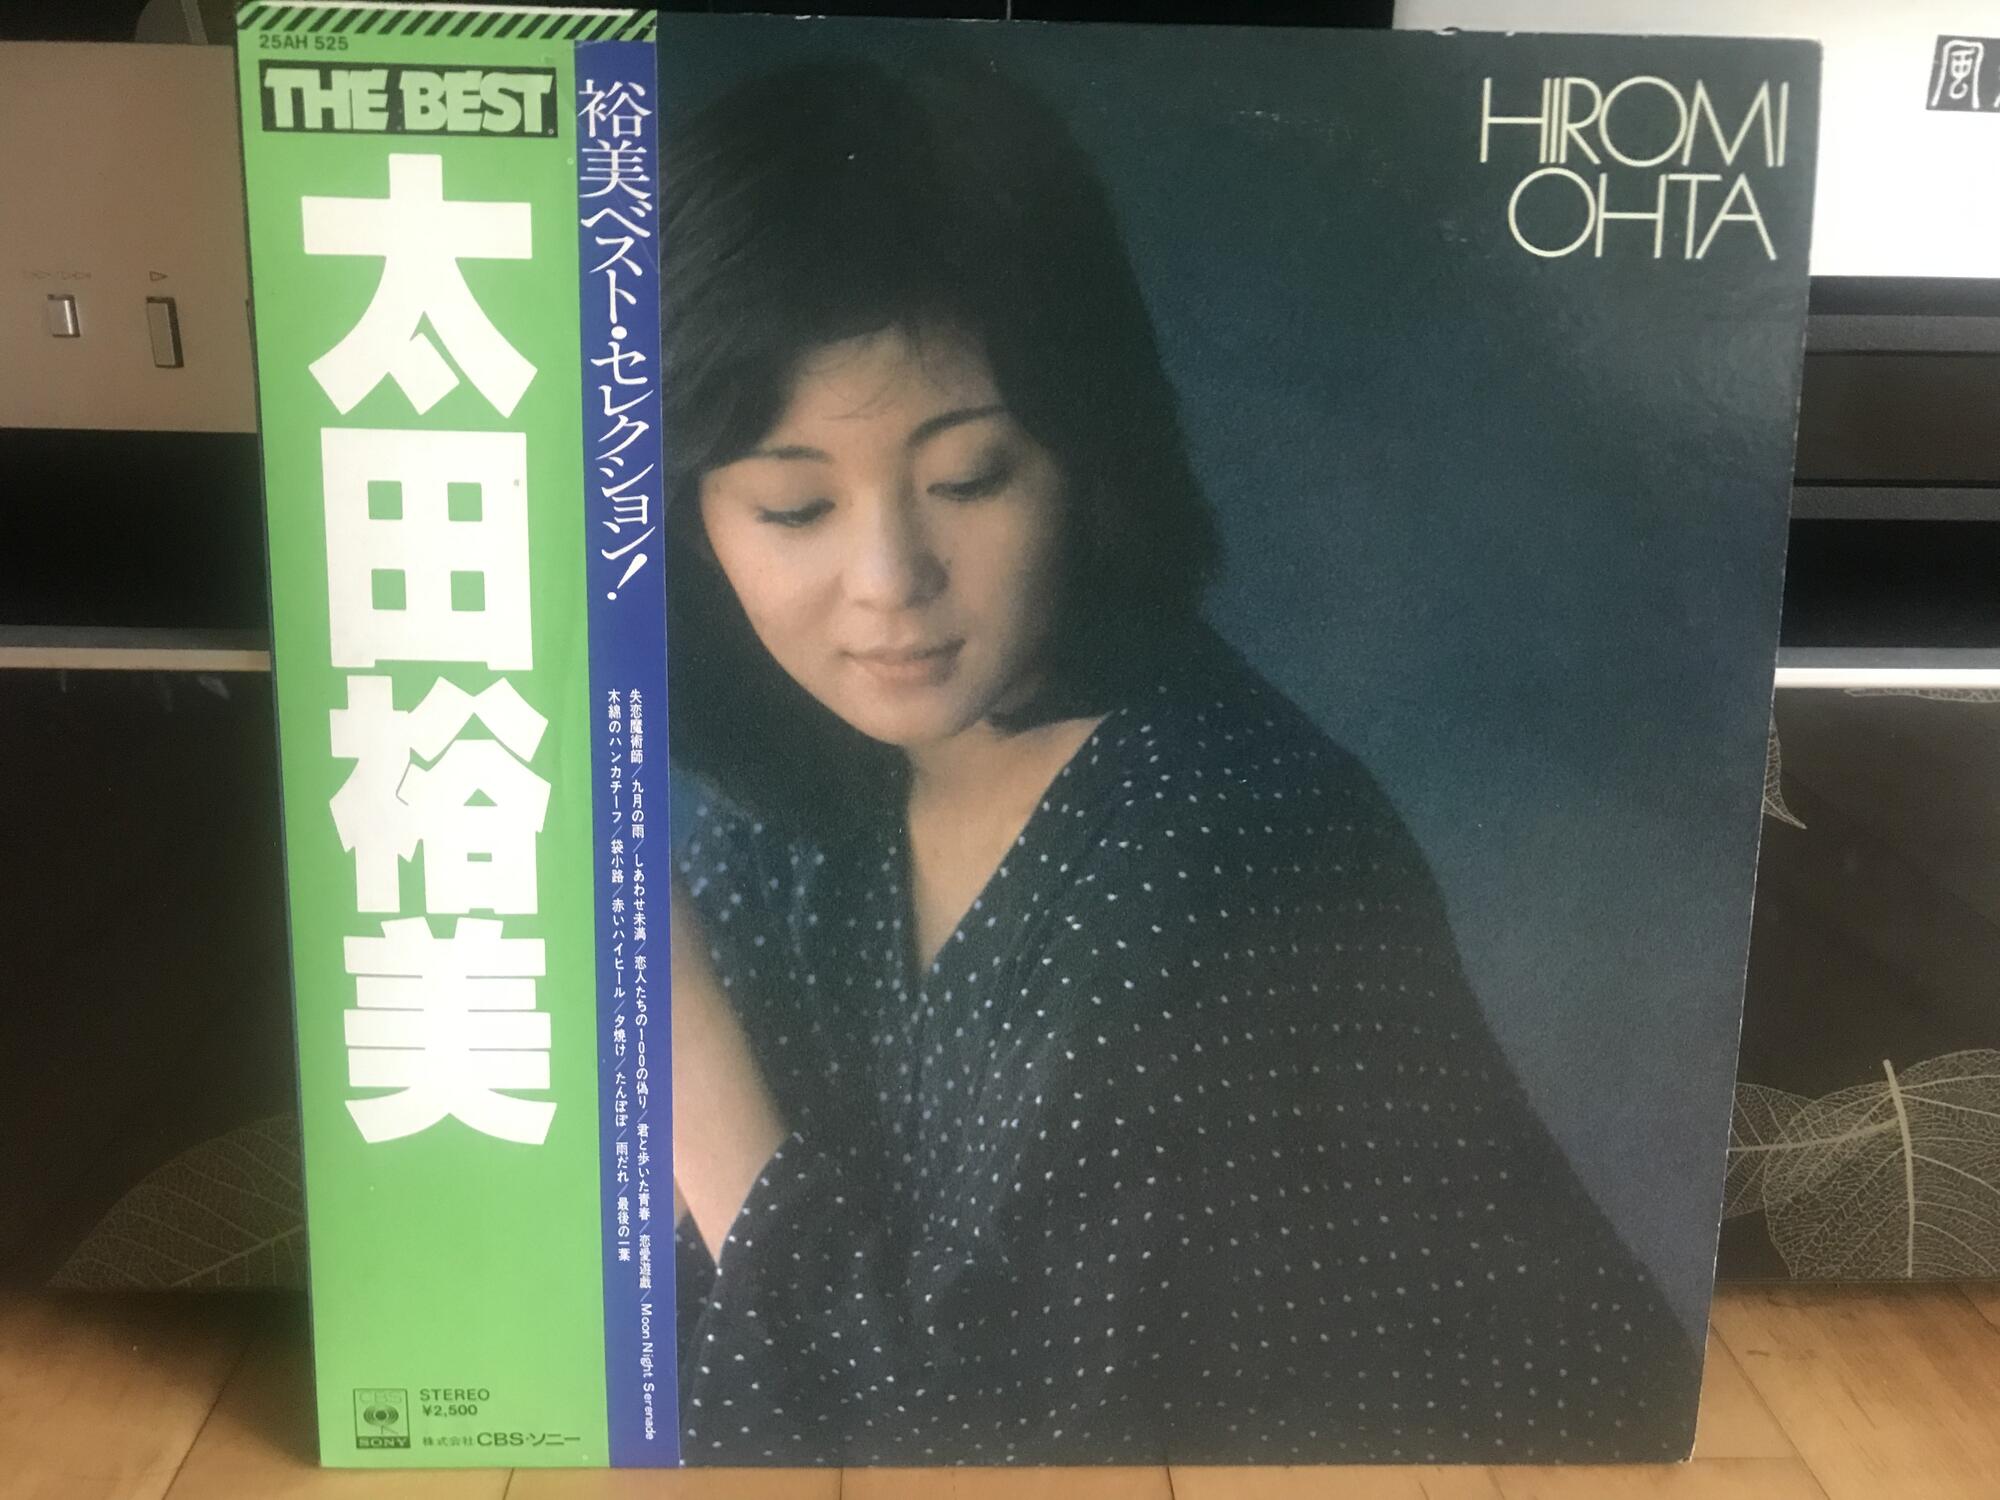 25AH 525
THE BEST
太田裕美
裕美ベスト・セレクション!
失恋魔術師/九月の雨/しあわせ未満/恋人たちの100の偽り/君と歩いた青春/恋愛遊戯/Moon Night Serenade
木綿のハンカチーフ/袋小路/赤いハイヒール/夕焼け/たんぽぽ/雨だれ/最後の一葉
CBS
SONY
STEREO
¥2,500
株式会社CBS・ソニー
HIROMI
OHTA
風